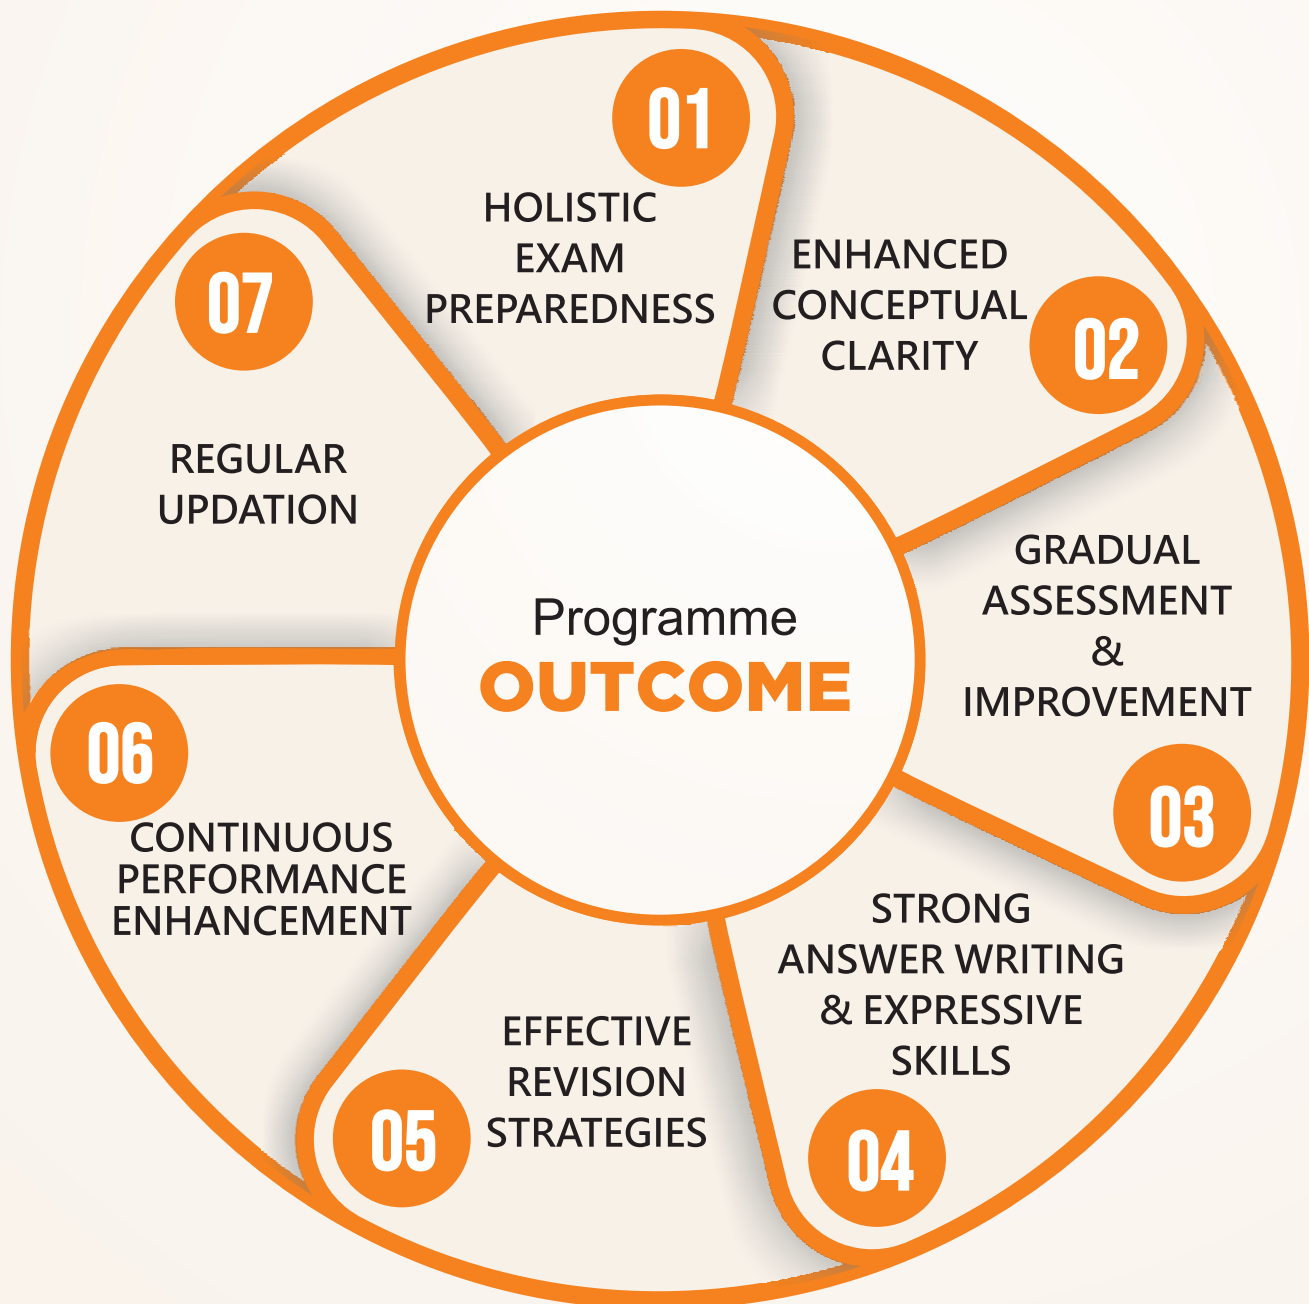 Programme
OUTCOME
01
HOLISTIC
EXAM
PREPAREDNESS
02
ENHANCED
CONCEPTUAL
CLARITY
03
GRADUAL
ASSESSMENT
&
IMPROVEMENT
04
STRONG
ANSWER WRITING
& EXPRESSIVE
SKILLS
05
EFFECTIVE
REVISION
STRATEGIES
06
CONTINUOUS
PERFORMANCE
ENHANCEMENT
07
REGULAR
UPDATION